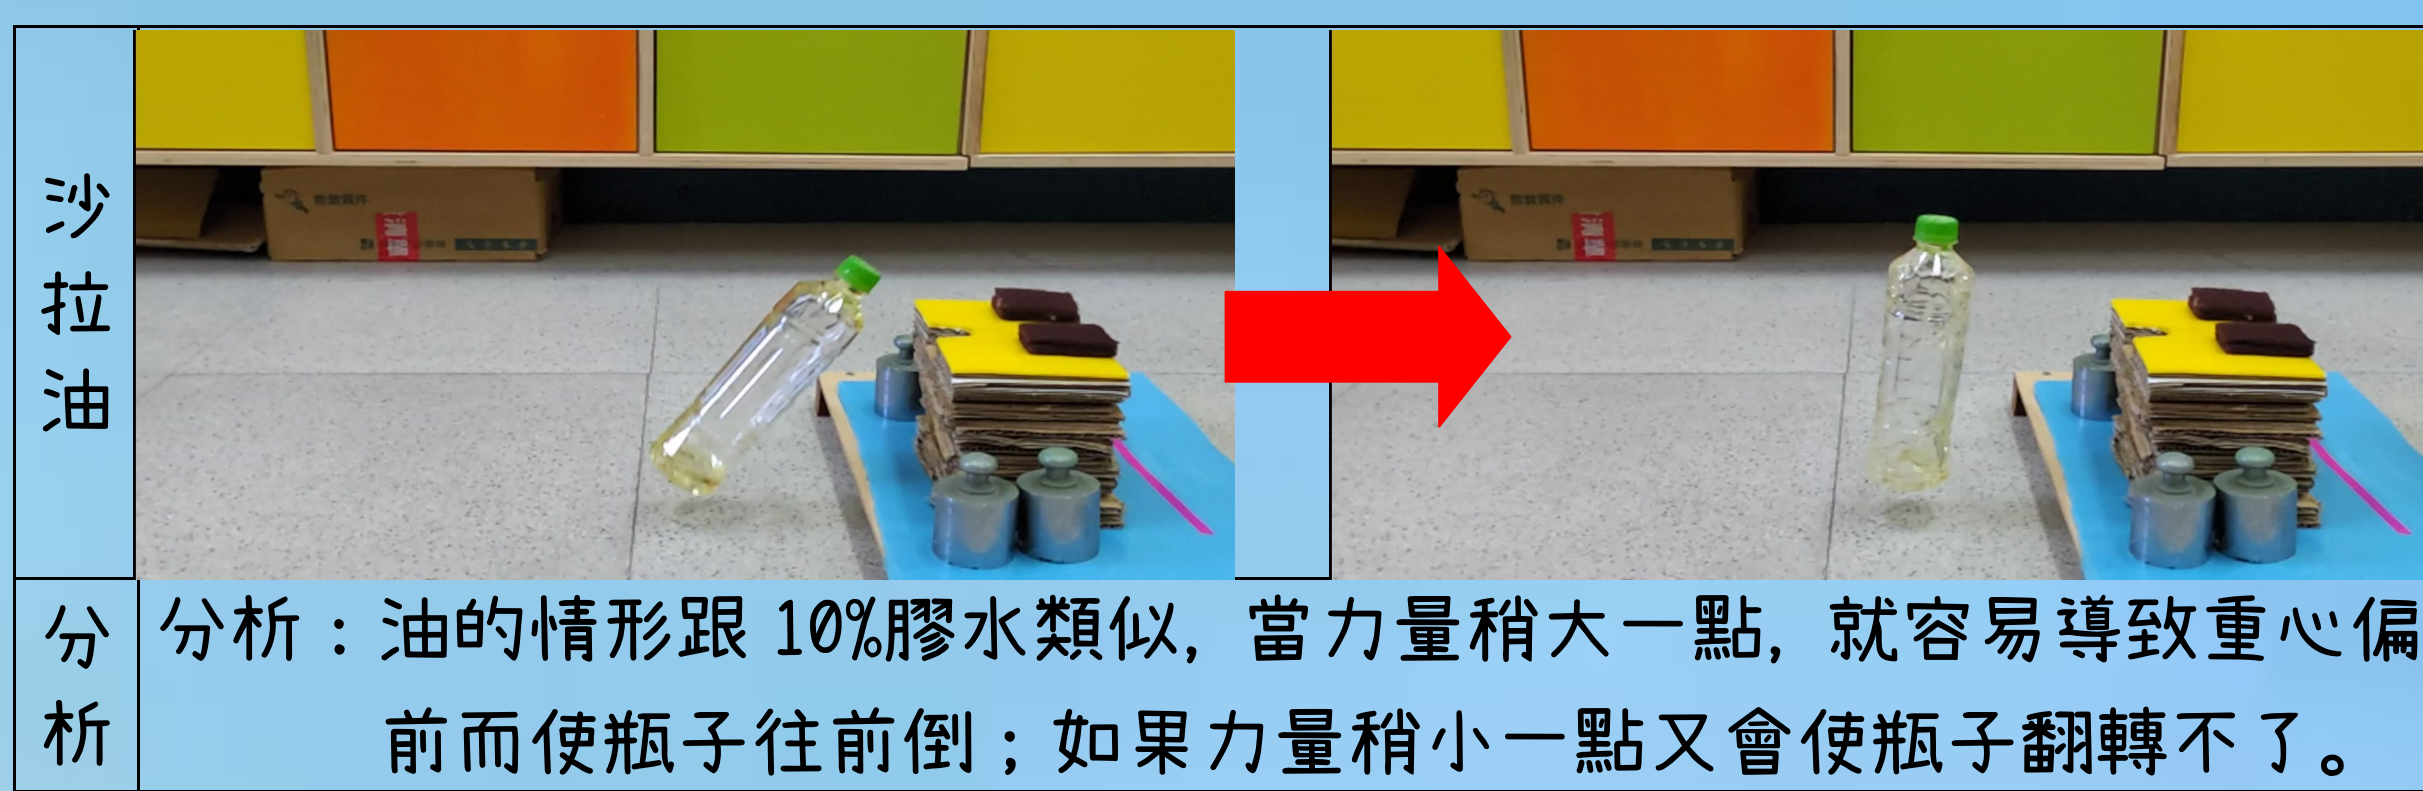 沙拉油
分析
分析：油的情形跟 10%膠水類似，當力量稍大一點，就容易導致重心偏
前而使瓶子往前倒；如果力量稍小一點又會使瓶子翻轉不了。